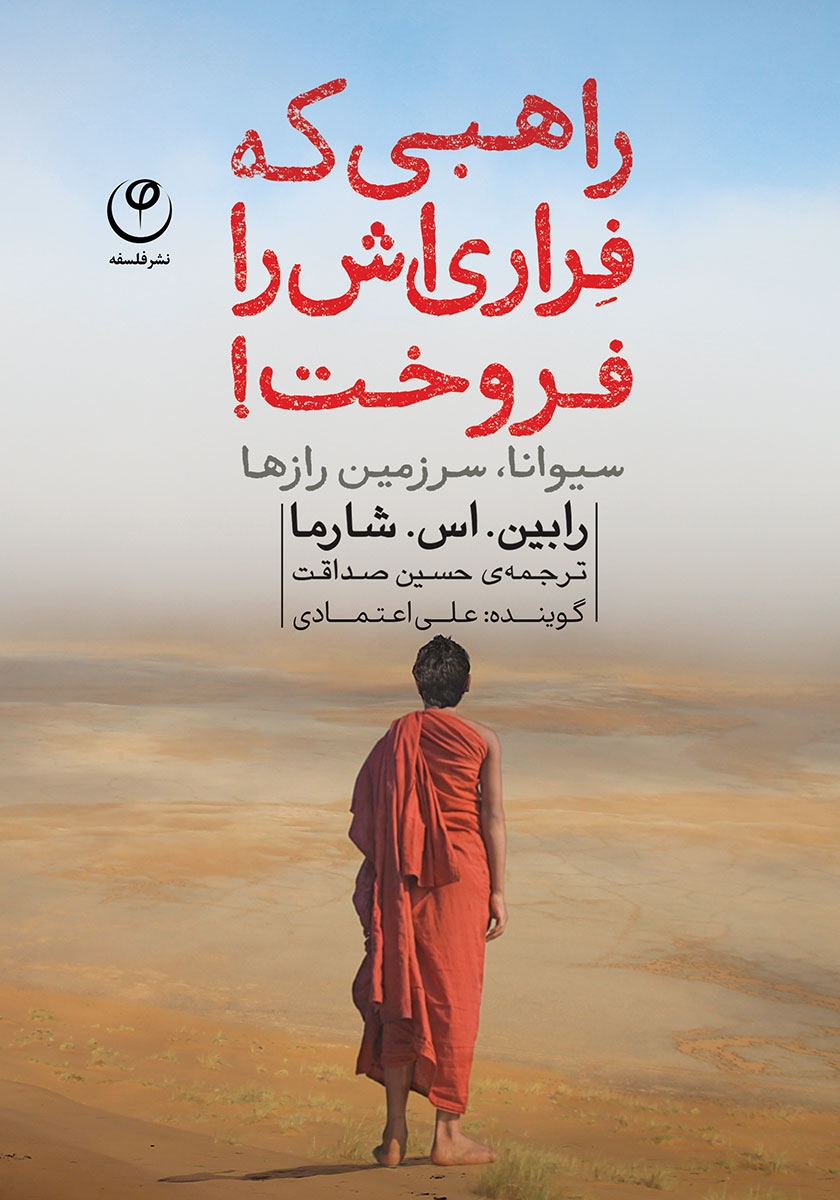 راهبی که
فِراری‌اش را
فروخت!
نشر فلسفه
سیوانا، سرزمین رازها
رابین. اس. شارما
ترجمه‌ی حسین صداقت
گوینده: علی اعتمادی